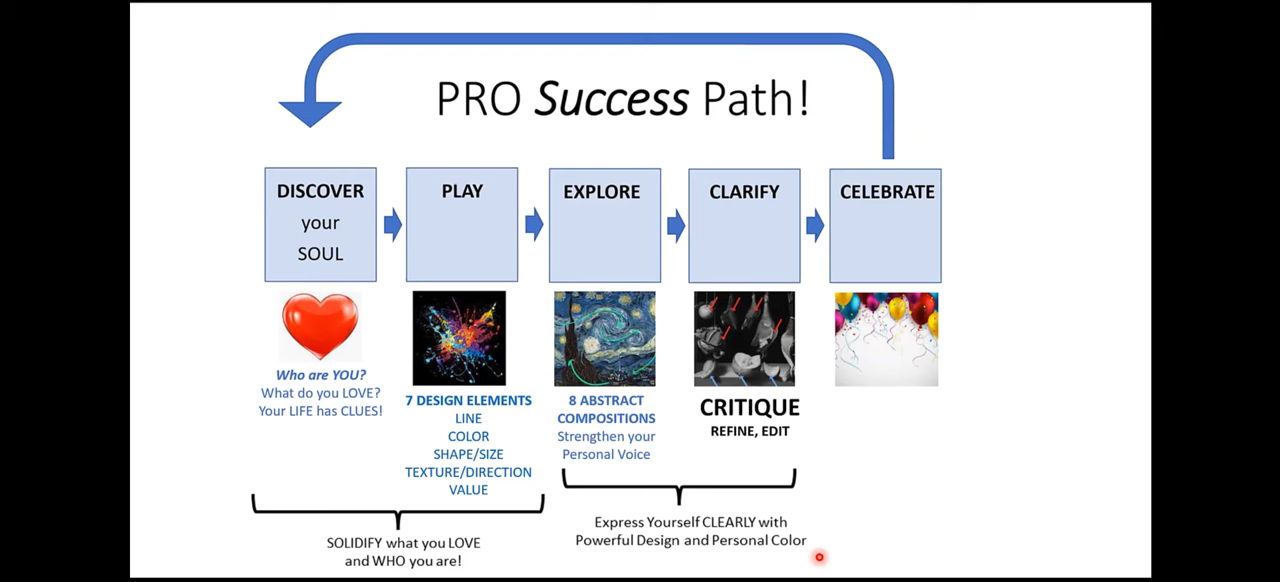 PRO Success Path!
DISCOVER
your
SOUL
PLAY
EXPLORE
CLARIFY
CELEBRATE
Who are YOU?
What do you LOVE?
Your LIFE has CLUES!
7 DESIGN ELEMENTS
LINE
COLOR
SHAPE/SIZE
TEXTURE/DIRECTION
VALUE
8 ABSTRACT
COMPOSITIONS
Strengthen your
Personal Voice
CRITIQUE
REFINE, EDIT
SOLIDIFY what you LOVE
and WHO you are!
Express Yourself CLEARLY with
Powerful Design and Personal Color